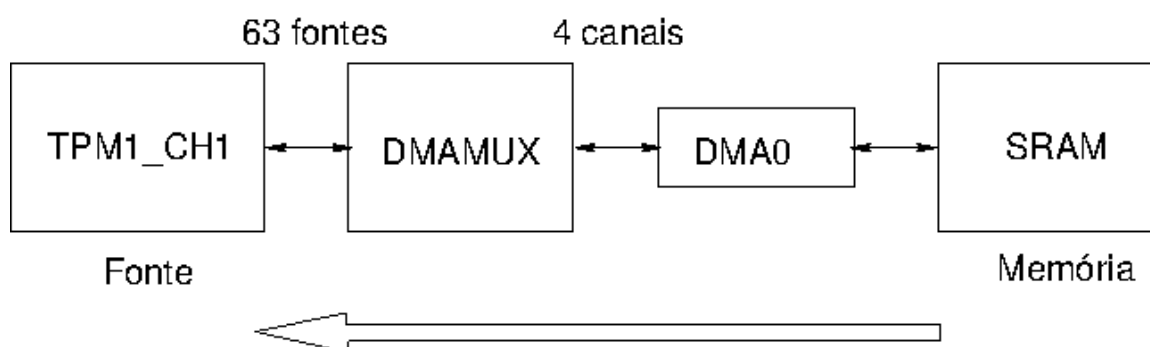 63 fontes 4 canais
TPM1_CH1 DMAMUX DMA0 SRAM
Fonte Memória